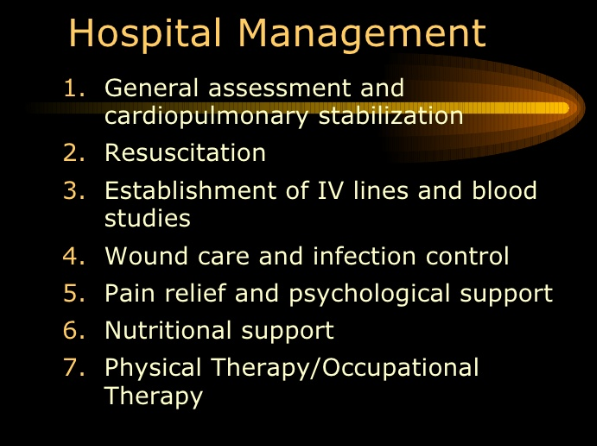 Hospital Management
1. General assessment and
cardiopulmonary stabilization
2. Resuscitation
3. Establishment of IV lines and blood
studies
4. Wound care and infection control
5. Pain relief and psychological support
6. Nutritional support
7. Physical Therapy/Occupational
Therapy